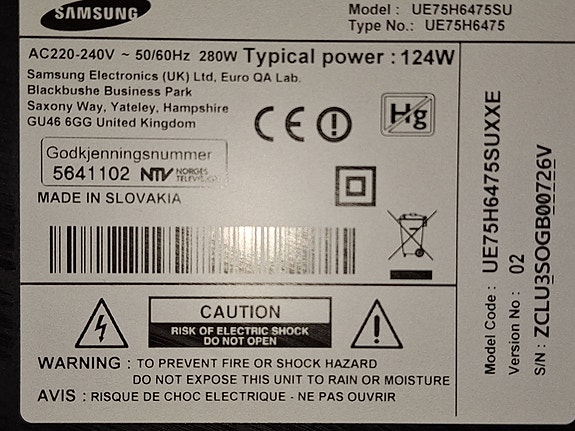 SAMSUNG
Model : UE75H6475SU
Type No.: UE75H6475
AC220-240V ~ 50/60Hz 280W Typical power : 124W
Samsung Electronics (UK) Ltd, Euro QA Lab.
Blackbushe Business Park
Saxony Way, Yateley, Hampshire
GU46 6GG United Kingdom
CE
Hg
Godkjenningsnummer
5641102 NTV NORGES
TELEVISJON
MADE IN SLOVAKIA
CAUTION
RISK OF ELECTRIC SHOCK
DO NOT OPEN
WARNING : TO PREVENT FIRE OR SHOCK HAZARD
DO NOT EXPOSE THIS UNIT TO RAIN OR MOISTURE
AVIS : RISQUE DE CHOC ELECTRIQUE - NE PAS OUVRIR
Model Code : UE75H6475SUXXE
Version No : 02
S/N : ZCLU3SOGB00726V